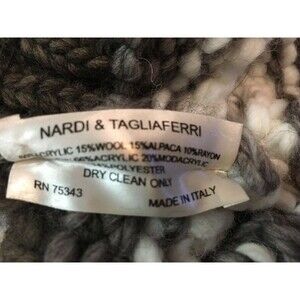 NARDI & TAGLIAFERRI
ACRYLIC 15%WOOL 15%ALPACA 10%RAYON
ACRYLIC 20%MODACRYLIC
POLYESTER
DRY CLEAN ONLY
RN 75343
MADE IN ITALY